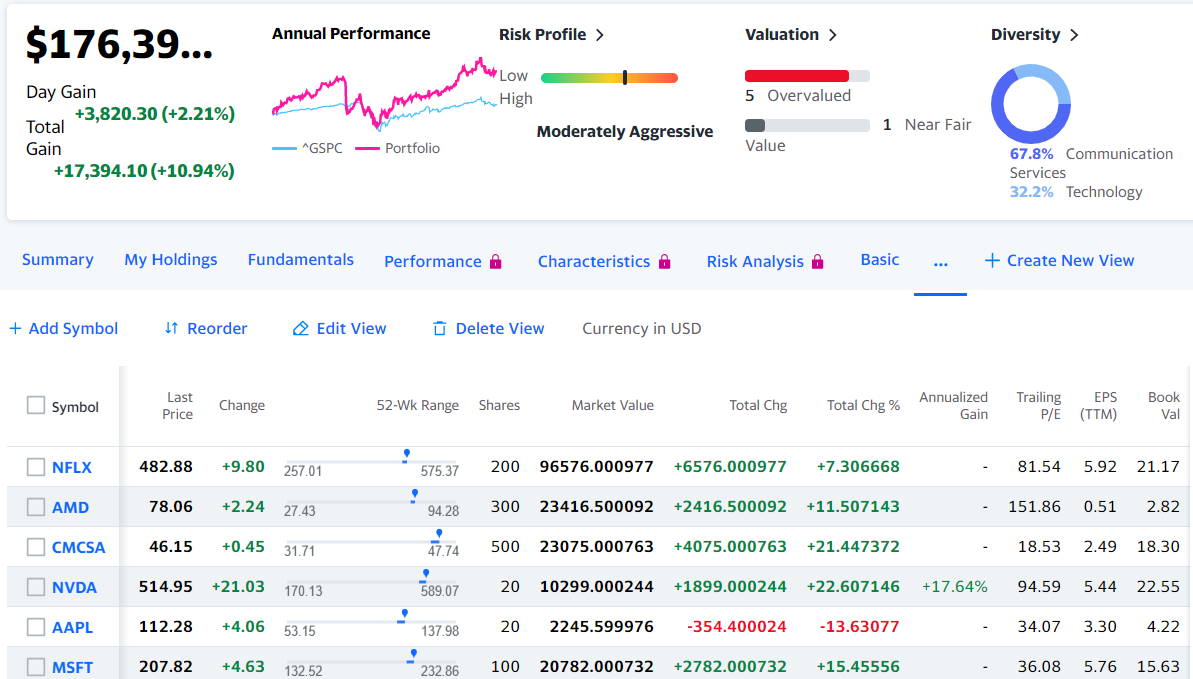 $176,39...
Day Gain
+3,820.30 (+2.21%)
Total
Gain
+17,394.10 (+10.94%)
Annual Performance
^GSPC Portfolio
Risk Profile
Low
High
Moderately Aggressive
Valuation
5 Overvalued
1 Near Fair
Value
Diversity
67.8% Communication
Services
32.2% Technology
Summary My Holdings Fundamentals Performance Characteristics Risk Analysis Basic ... + Create New View
+ Add Symbol Reorder Edit View Delete View Currency in USD
Symbol Last Price Change 52-Wk Range Shares Market Value Total Chg Total Chg % Annualized Gain Trailing P/E EPS (TTM) Book Val
NFLX 482.88 +9.80 257.01 575.37 200 96576.000977 +6576.000977 +7.306668 - 81.54 5.92 21.17
AMD 78.06 +2.24 27.43 94.28 300 23416.500092 +2416.500092 +11.507143 - 151.86 0.51 2.82
CMCSA 46.15 +0.45 31.71 47.74 500 23075.000763 +4075.000763 +21.447372 - 18.53 2.49 18.30
NVDA 514.95 +21.03 170.13 589.07 20 10299.000244 +1899.000244 +22.607146 +17.64% 94.59 5.44 22.55
AAPL 112.28 +4.06 53.15 137.98 20 2245.599976 -354.400024 -13.63077 - 34.07 3.30 4.22
MSFT 207.82 +4.63 132.52 232.86 100 20782.000732 +2782.000732 +15.45556 - 36.08 5.76 15.63